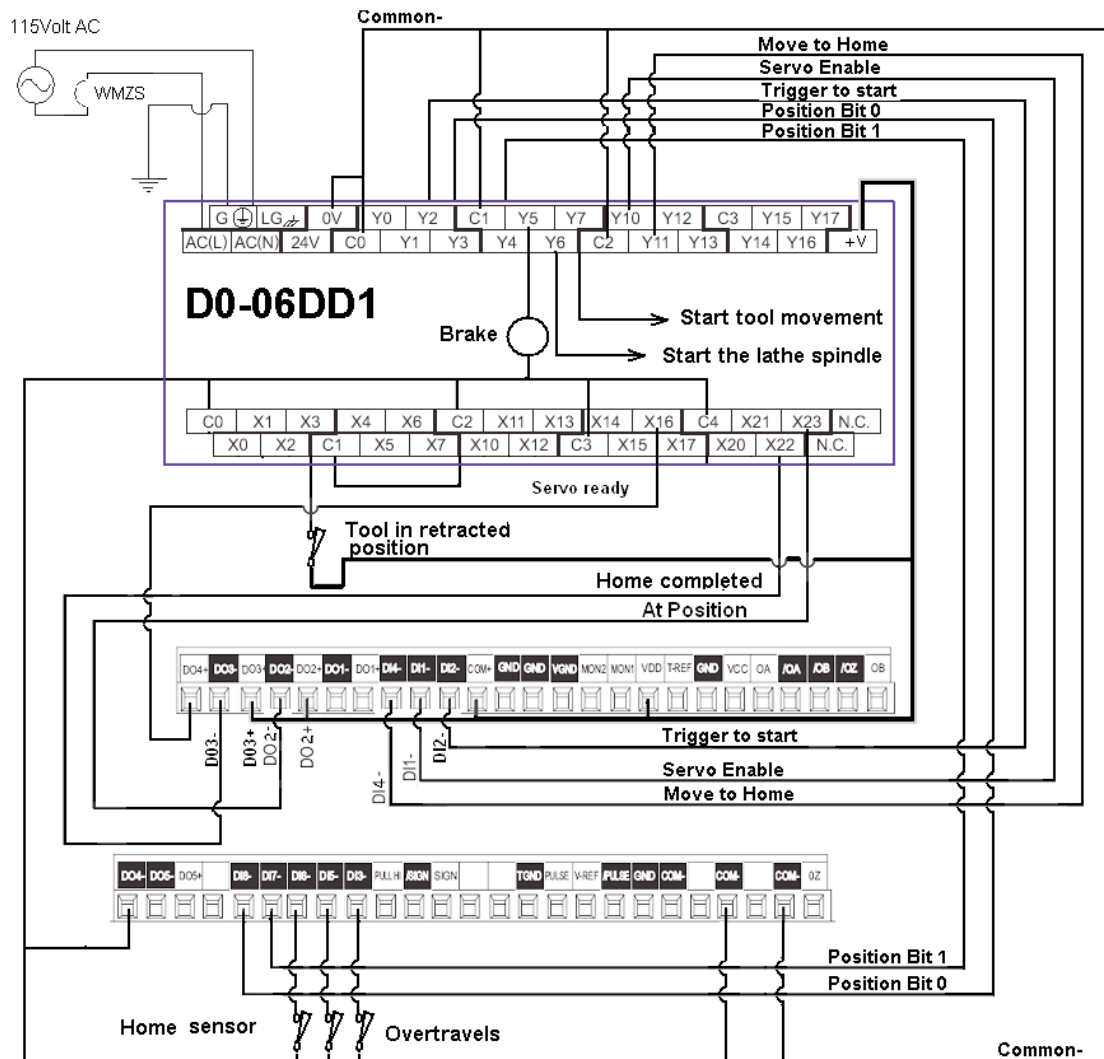 Common-
115Volt AC
Move to Home
Servo Enable
WMZS
Trigger to start
Position Bit 0
Position Bit 1
G LG 0V Y0 Y2 C1 Y5 Y7 Y10 Y12 C3 Y15 Y17
AC(L) AC(N) 24V C0 Y1 Y3 Y4 Y6 C2 Y11 Y13 Y14 Y16 +V
D0-06DD1
Start tool movement
Brake
Start the lathe spindle
C0 X1 X3 X4 X6 C2 X11 X13 X14 X16 C4 X21 X23 N.C.
X0 X2 C1 X5 X7 X10 X12 C3 X15 X17 X20 X22 N.C.
Servo ready
Tool in retracted
position
Home completed
At Position
DO4+ DO3- DO3+ DO2- DO2+ DO1- DO1+ DI4- DI1- DI2- COM+ GND GND VGND MON2 MON1 VDD T-REF GND VCC OA /OA /OB /OZ OB
DO3- DO3+ DO2- DO2+ DI4- DI1- DI2-
Trigger to start
Servo Enable
Move to Home
DO4- DO5- DO5+ DI8- DI7- DI6- DI5- DI3- PULL HI /SIGN SIGN TGND PULSE V-REF /PULSE GND COM- COM- COM- OZ
Position Bit 1
Position Bit 0
Home sensor
Overtravels
Common-